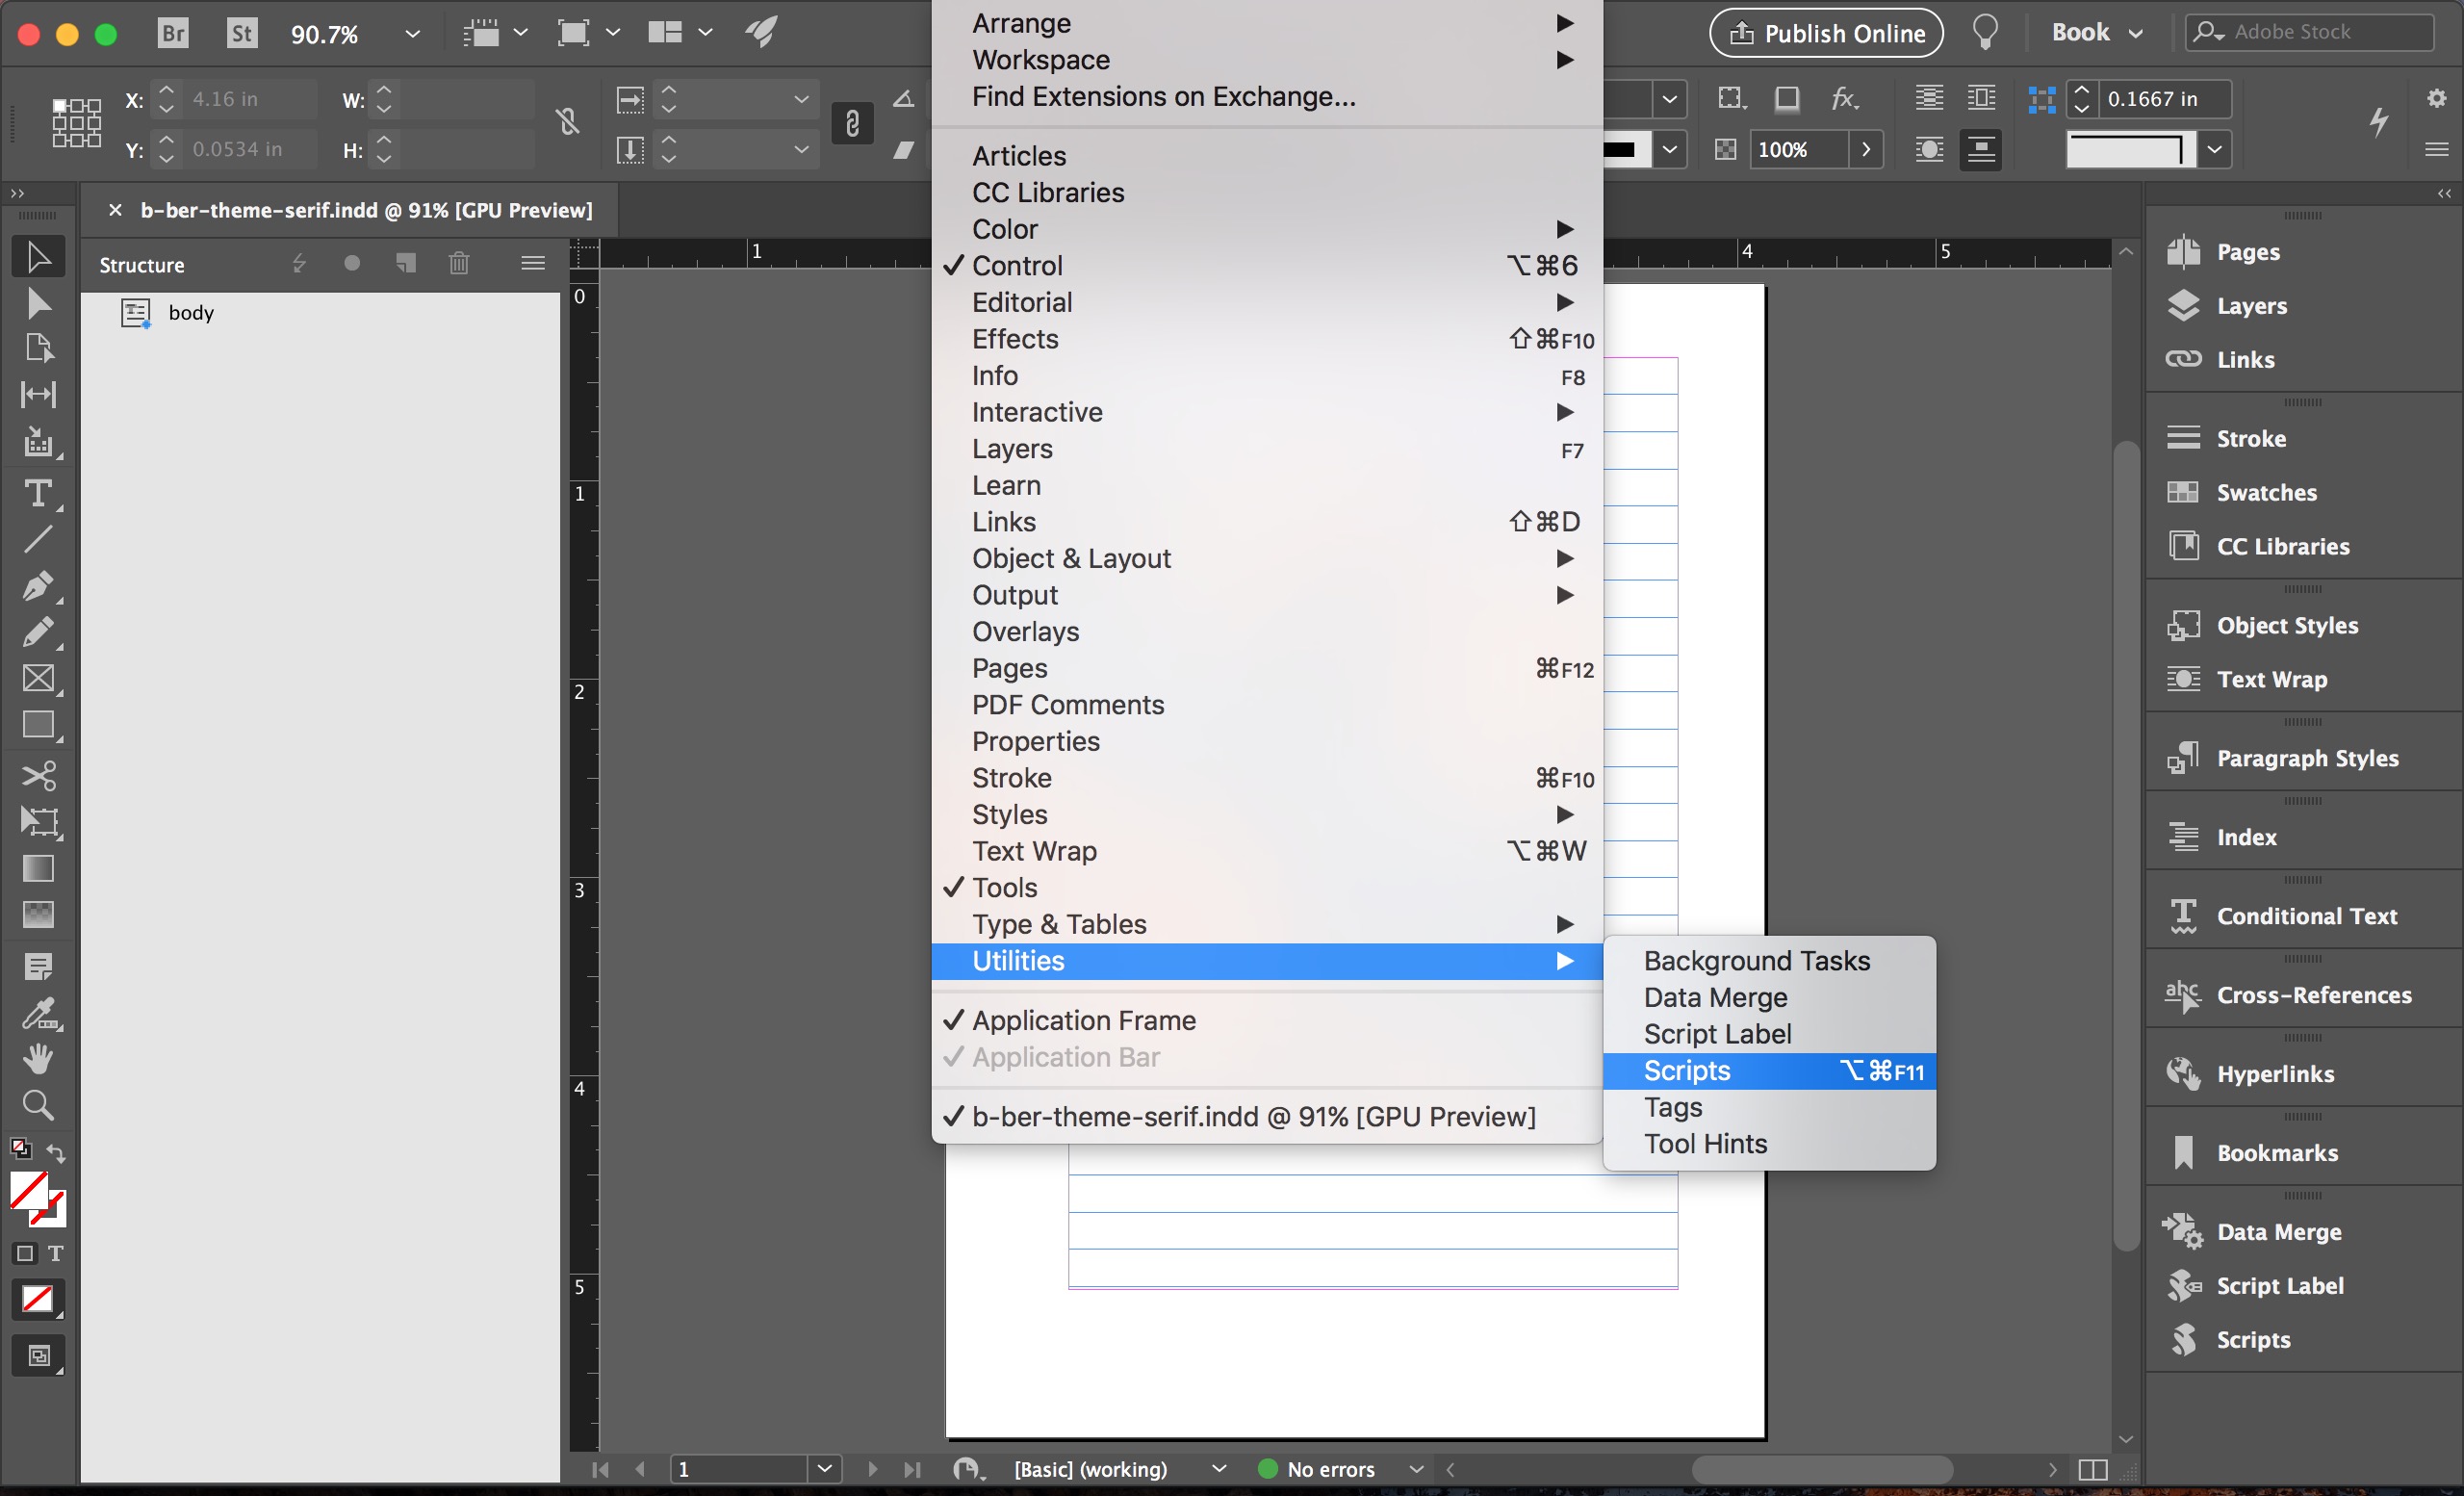 Br St 90.7% Publish Online Book Adobe Stock
X: 4.16 in W: fx. 0.1667 in
Y: 0.0534 in H: 100%
× b-ber-theme-serif.indd @ 91% [GPU Preview]
Structure
body
1 4 5
0
1
2
3
4
5
Arrange
Workspace
Find Extensions on Exchange...
Articles
CC Libraries
Color
✓ Control ⌥⌘6
Editorial
Effects ⇧⌘F10
Info F8
Interactive
Layers F7
Learn
Links ⇧⌘D
Object & Layout
Output
Overlays
Pages ⌘F12
PDF Comments
Properties
Stroke ⌘F10
Styles
Text Wrap ⌥⌘W
✓ Tools
Type & Tables
Utilities
✓ Application Frame
✓ Application Bar
✓ b-ber-theme-serif.indd @ 91% [GPU Preview]
Background Tasks
Data Merge
Script Label
Scripts ⌥⌘F11
Tags
Tool Hints
Pages
Layers
Links
Stroke
Swatches
CC Libraries
Object Styles
Text Wrap
Paragraph Styles
Index
Conditional Text
abc Cross-References
Hyperlinks
Bookmarks
Data Merge
Script Label
Scripts
1 [Basic] (working) No errors